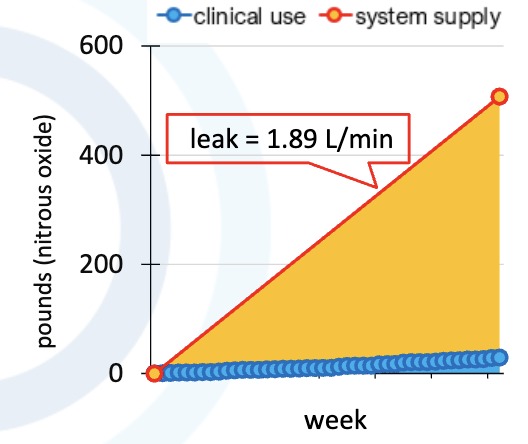 clinical use system supply
600
leak = 1.89 L/min
400
pounds (nitrous oxide)
200
0
week